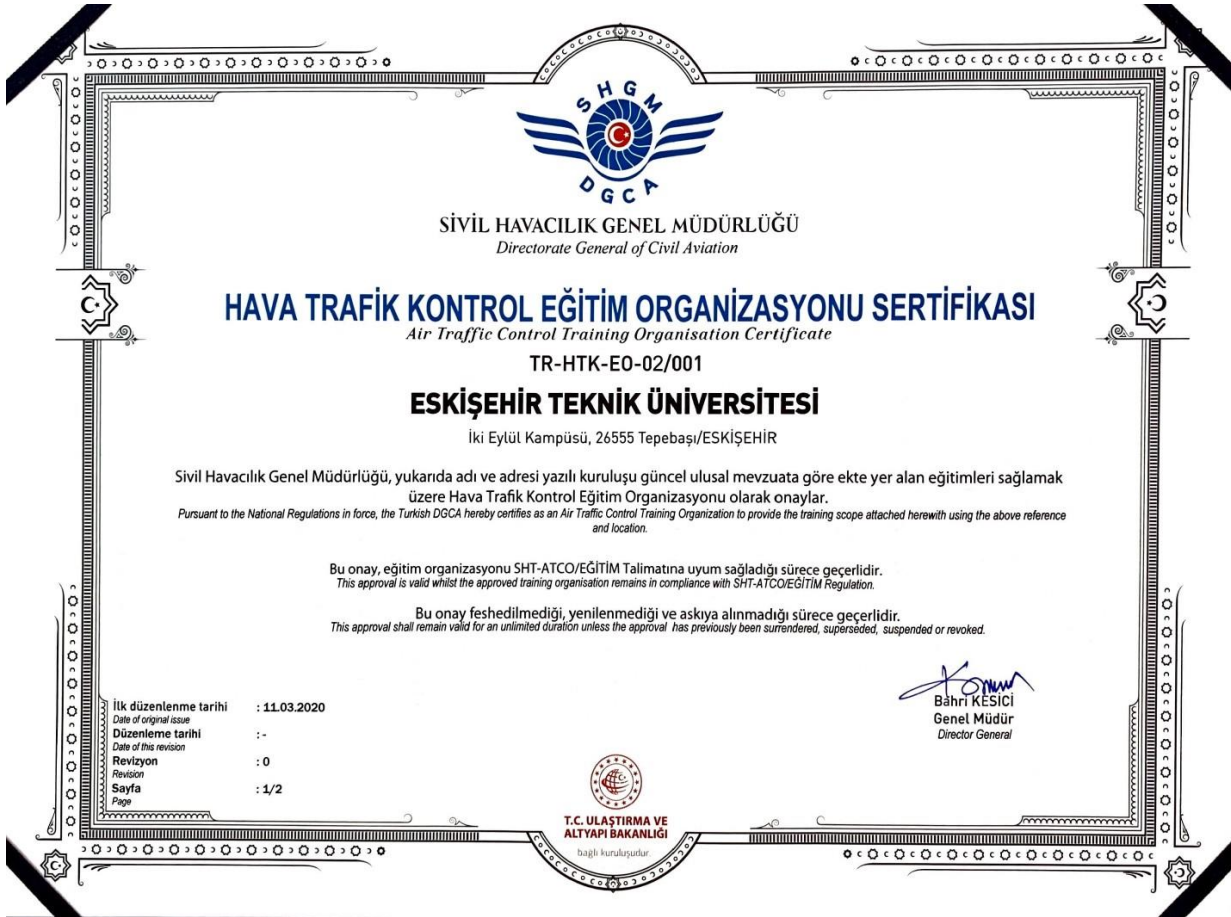 SHGM
DGCA
SİVİL HAVACILIK GENEL MÜDÜRLÜĞÜ
Directorate General of Civil Aviation
HAVA TRAFİK KONTROL EĞİTİM ORGANİZASYONU SERTİFİKASI
Air Traffic Control Training Organisation Certificate
TR-HTK-EO-02/001
ESKİŞEHİR TEKNİK ÜNİVERSİTESİ
İki Eylül Kampüsü, 26555 Tepebaşı/ESKİŞEHİR
Sivil Havacılık Genel Müdürlüğü, yukarıda adı ve adresi yazılı kuruluşu güncel ulusal mevzuata göre ekte yer alan eğitimleri sağlamak
üzere Hava Trafik Kontrol Eğitim Organizasyonu olarak onaylar.
Pursuant to the National Regulations in force, the Turkish DGCA hereby certifies as an Air Traffic Control Training Organization to provide the training scope attached herewith using the above reference
and location.
Bu onay, eğitim organizasyonu SHT-ATCO/EĞİTİM Talimatına uyum sağladığı sürece geçerlidir.
This approval is valid whilst the approved training organisation remains in compliance with SHT-ATCO/EĞİTİM Regulation.
Bu onay feshedilmediği, yenilenmediği ve askıya alınmadığı sürece geçerlidir.
This approval shall remain valid for an unlimited duration unless the approval has previously been surrendered, superseded, suspended or revoked.
Bahri KESİCİ
Genel Müdür
Director General
İlk düzenlenme tarihi : 11.03.2020
Date of original issue
Düzenleme tarihi : -
Date of this revision
Revizyon : 0
Revision
Sayfa : 1/2
Page
T.C. ULAŞTIRMA VE
ALTYAPI BAKANLIĞI
bağlı kuruluşudur.